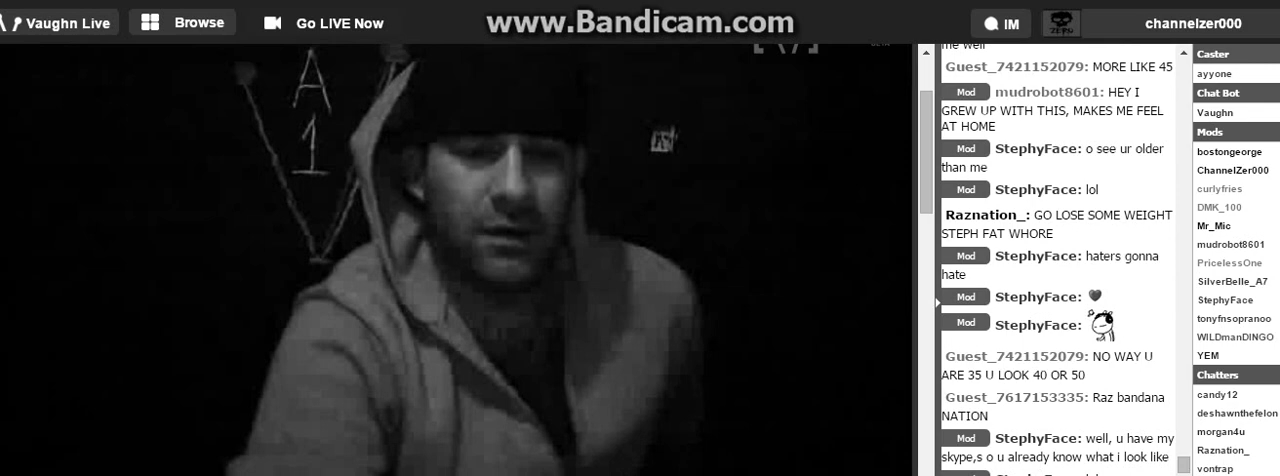 Vaughn Live
Browse
Go LIVE Now
www.Bandicam.com
IM
channelzer000
A
1
me well
Guest_7421152079: MORE LIKE 45
Mod mudrobot8601: HEY I
GREW UP WITH THIS, MAKES ME FEEL
AT HOME
Mod StephyFace: o see ur older
than me
Mod StephyFace: lol
Raznation_: GO LOSE SOME WEIGHT
STEPH FAT WHORE
Mod StephyFace: haters gonna
hate
Mod StephyFace: 
Mod StephyFace:
Guest_7421152079: NO WAY U
ARE 35 U LOOK 40 OR 50
Guest_7617153335: Raz bandana
NATION
Mod StephyFace: well, u have my
skype,s o u already know what i look like
Caster
ayyone
Chat Bot
Vaughn
Mods
bostongeorge
ChannelZer000
curlyfries
DMK_100
Mr_Mic
mudrobot8601
PricelessOne
SilverBelle_A7
StephyFace
tonyfnsopranoo
WILDmanDINGO
YEM
Chatters
candy12
deshawnthefelon
morgan4u
Raznation_
vontrap